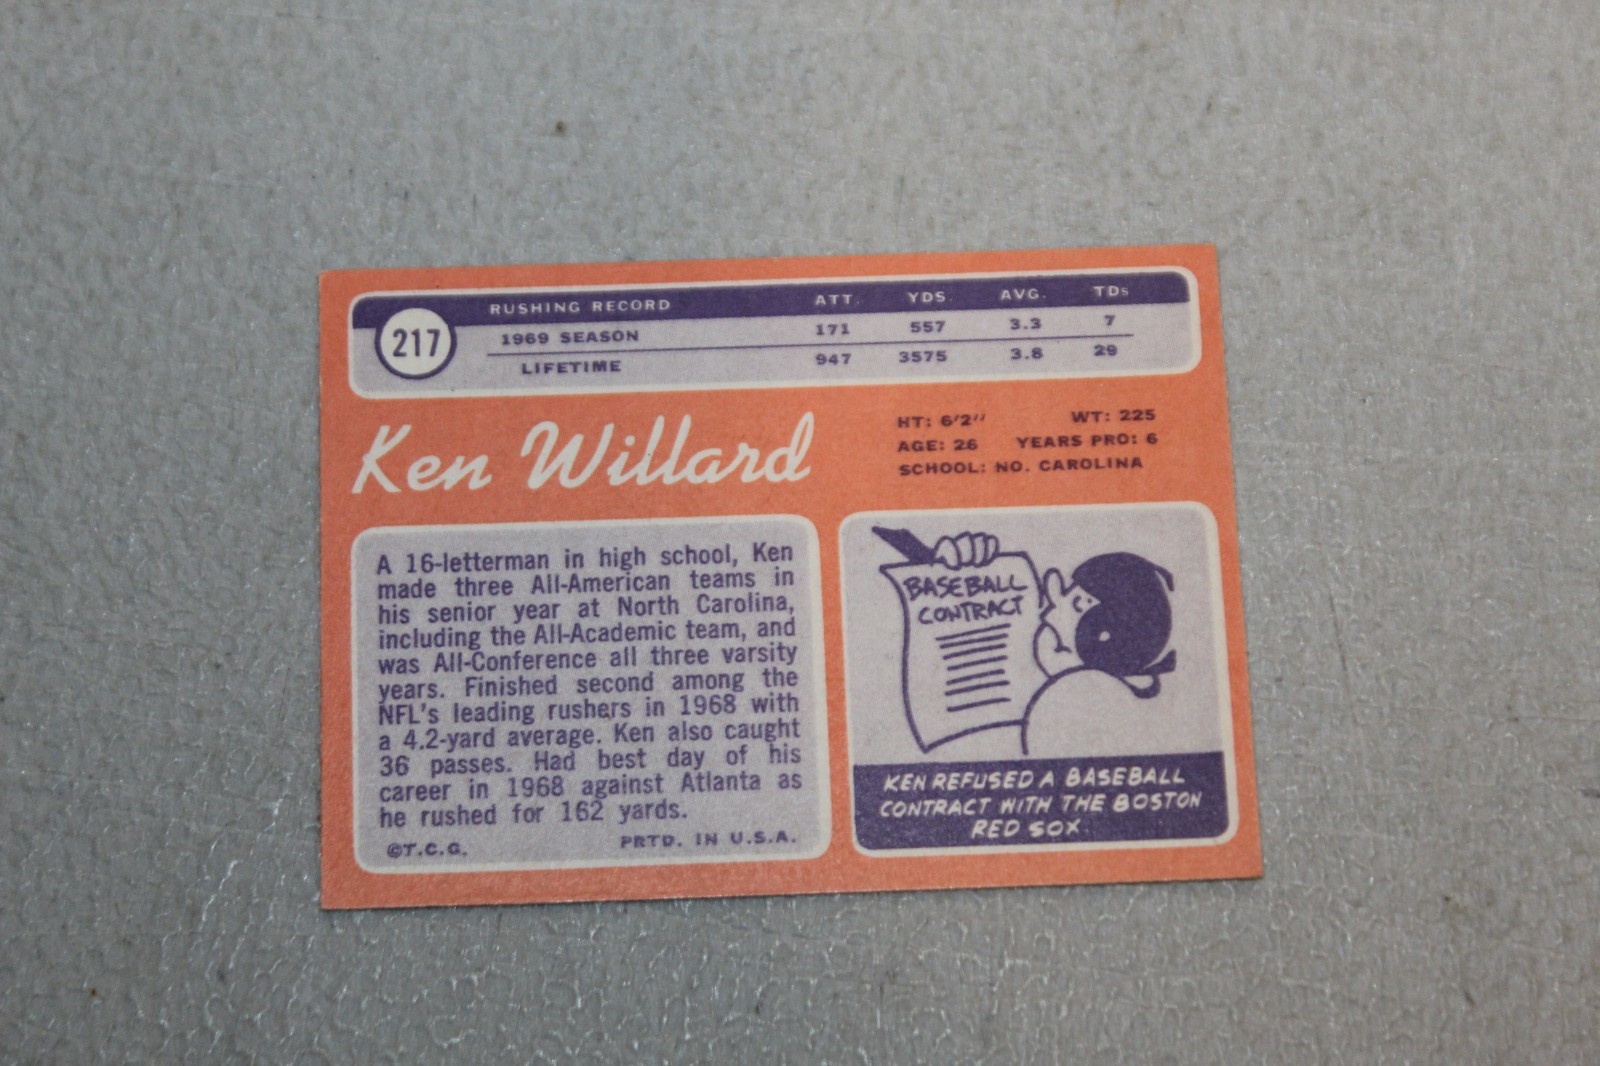 217
RUSHING RECORD ATT. YDS. AVG. TDs
1969 SEASON 171 557 3.3 7
LIFETIME 947 3575 3.8 29
Ken Willard
HT: 6'2" WT: 225
AGE: 26 YEARS PRO: 6
SCHOOL: NO. CAROLINA
A 16-letterman in high school, Ken
made three All-American teams in
his senior year at North Carolina,
including the All-Academic team, and
was All-Conference all three varsity
years. Finished second among the
NFL's leading rushers in 1968 with
a 4.2-yard average. Ken also caught
36 passes. Had best day of his
career in 1968 against Atlanta as
he rushed for 162 yards.
©T.C.G. PRTD. IN U.S.A.
BASEBALL
CONTRACT
KEN REFUSED A BASEBALL
CONTRACT WITH THE BOSTON
RED SOX.